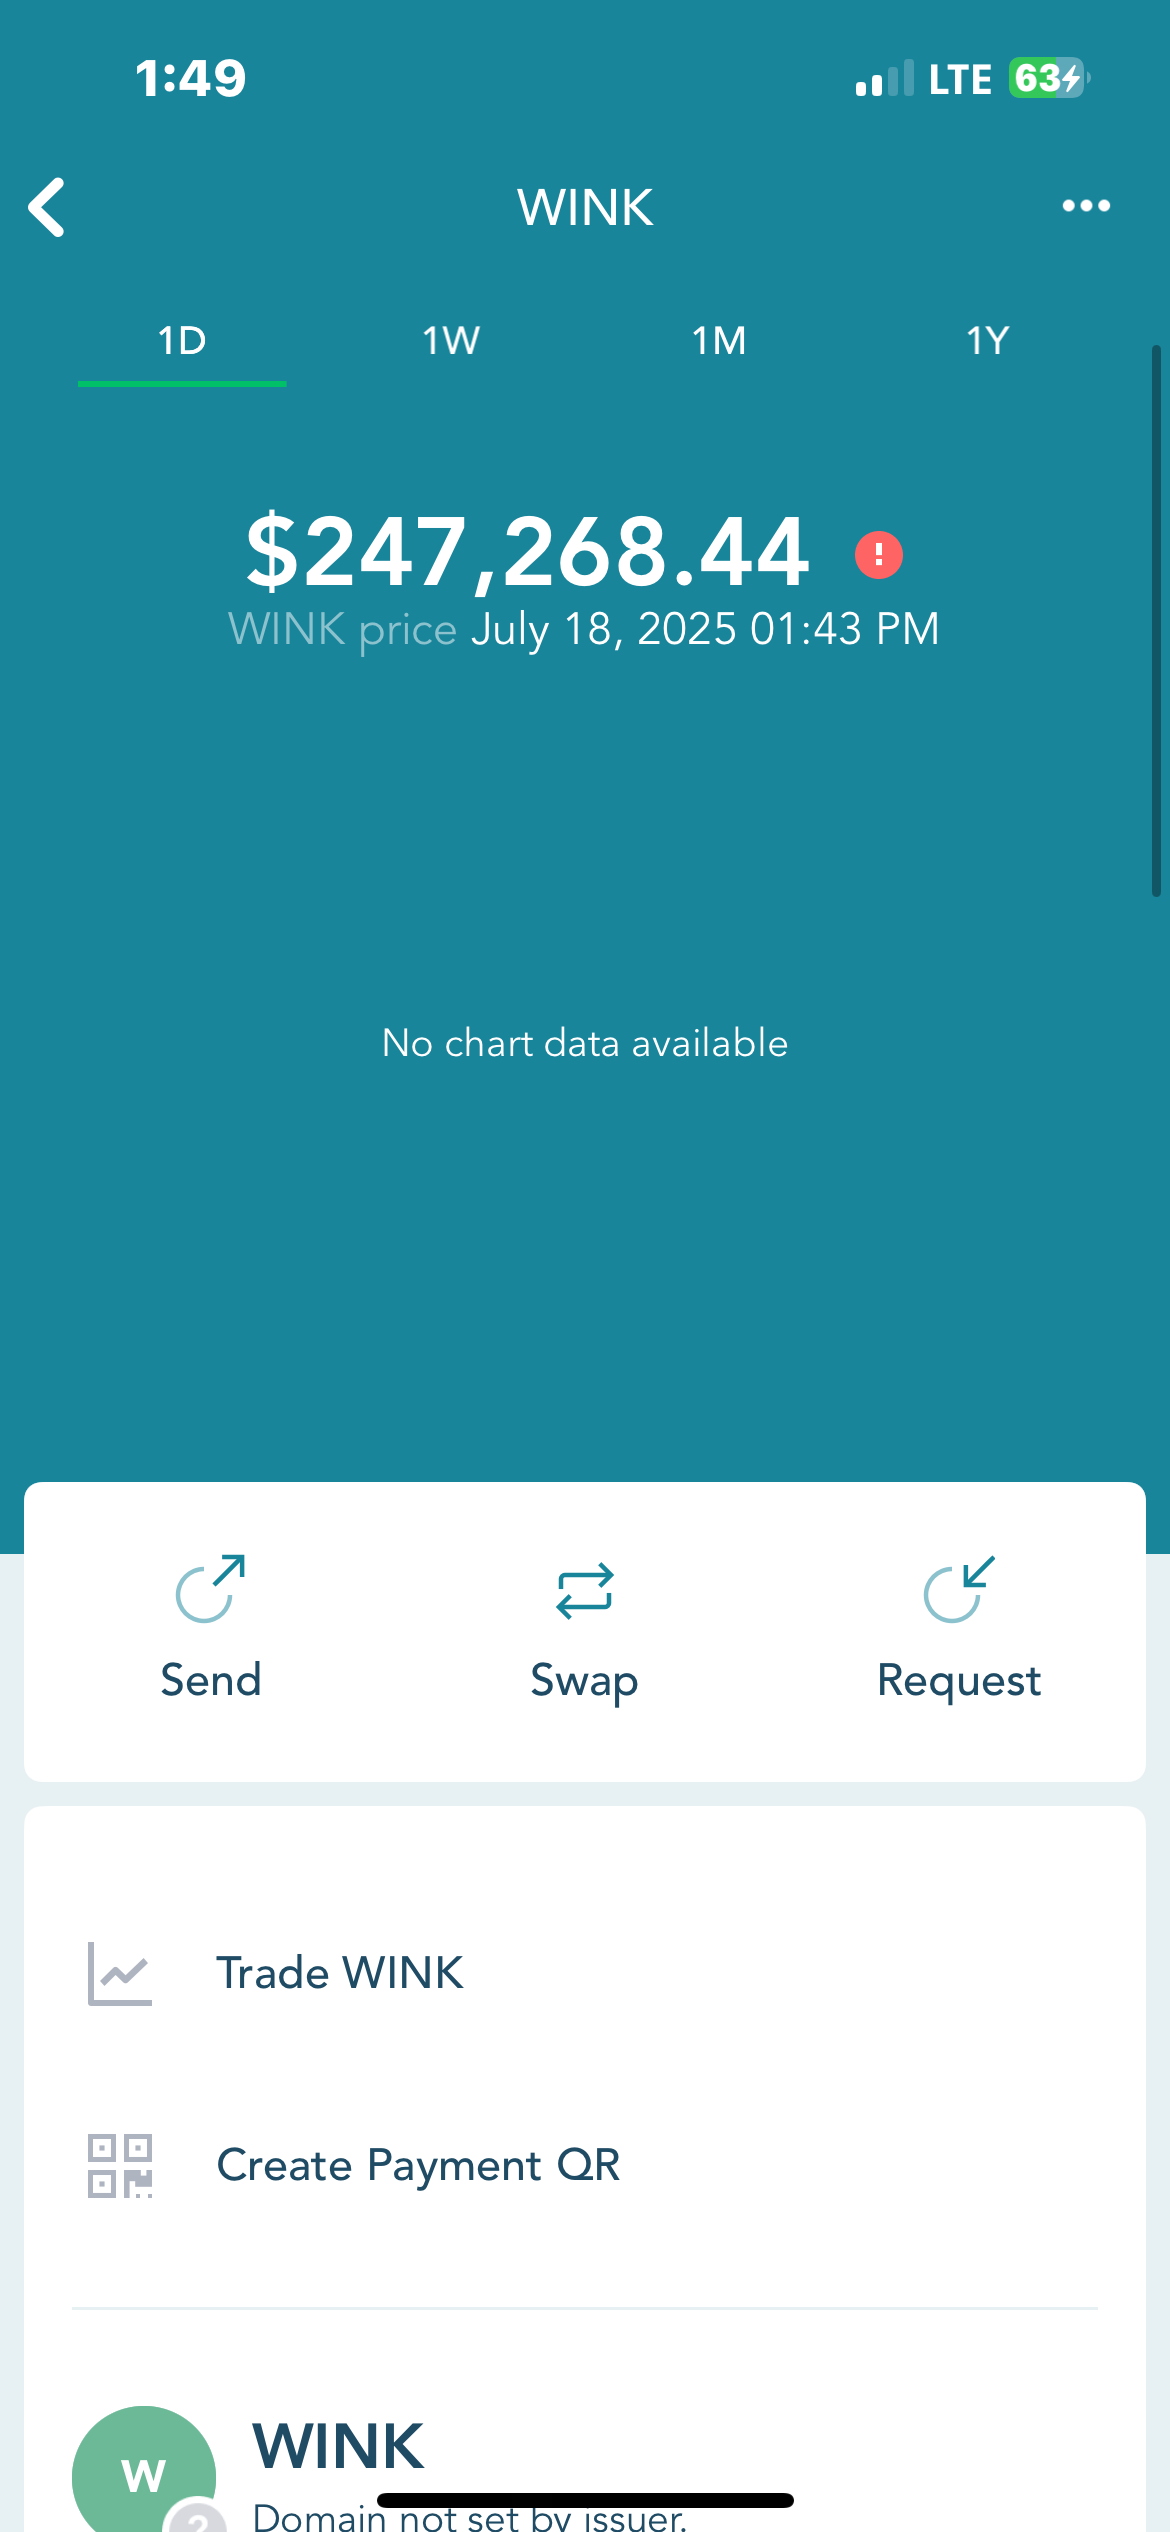 1:49 LTE 63
WINK
1D 1W 1M 1Y
$247,268.44 !
WINK price July 18, 2025 01:43 PM
No chart data available
Send Swap Request
Trade WINK
Create Payment QR
W ?
WINK
Domain not set by issuer.